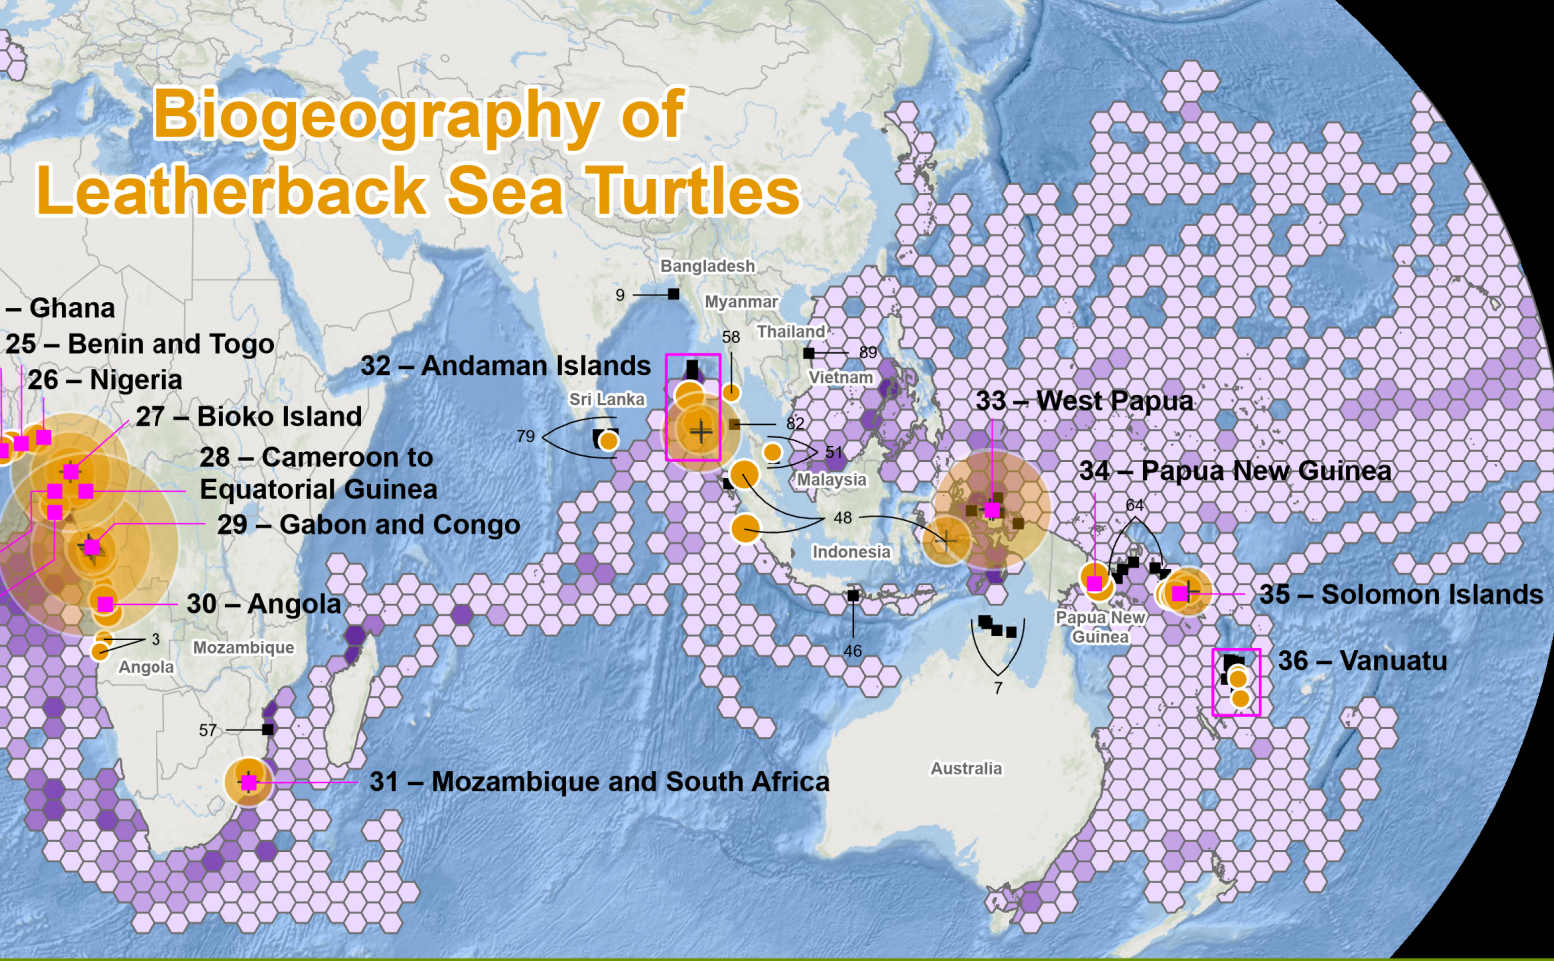 Biogeography of
Leatherback Sea Turtles
Bangladesh
9
Myanmar
– Ghana
58
Thailand
25 – Benin and Togo
89
32 – Andaman Islands
26 – Nigeria
Vietnam
Sri Lanka
33 – West Papua
27 – Bioko Island
82
79
51
28 – Cameroon to
Equatorial Guinea
34 – Papua New Guinea
Malaysia
64
48
29 – Gabon and Congo
Indonesia
35 – Solomon Islands
30 – Angola
Papua New
Guinea
3
Mozambique
46
Angola
36 – Vanuatu
7
57
Australia
31 – Mozambique and South Africa